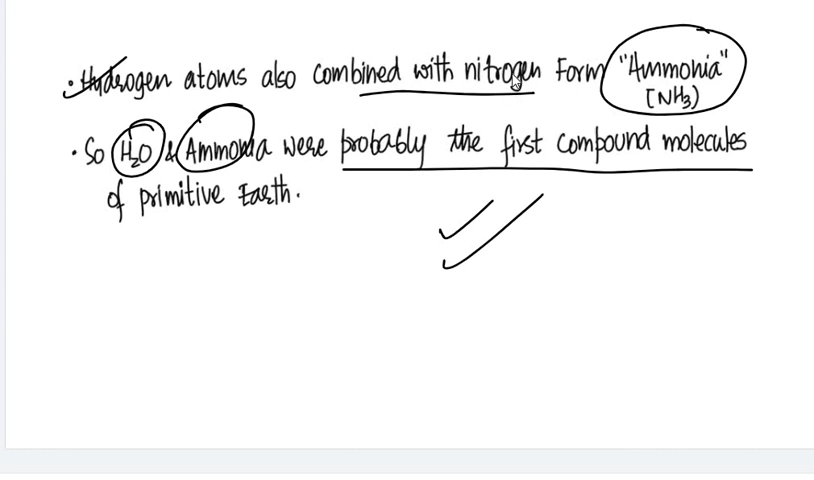 • Hydrogen atoms also combined with nitrogen Form "Ammonia"
[NH3)
• So H2O & Ammonia were probably the first compound molecules
of primitive Earth.